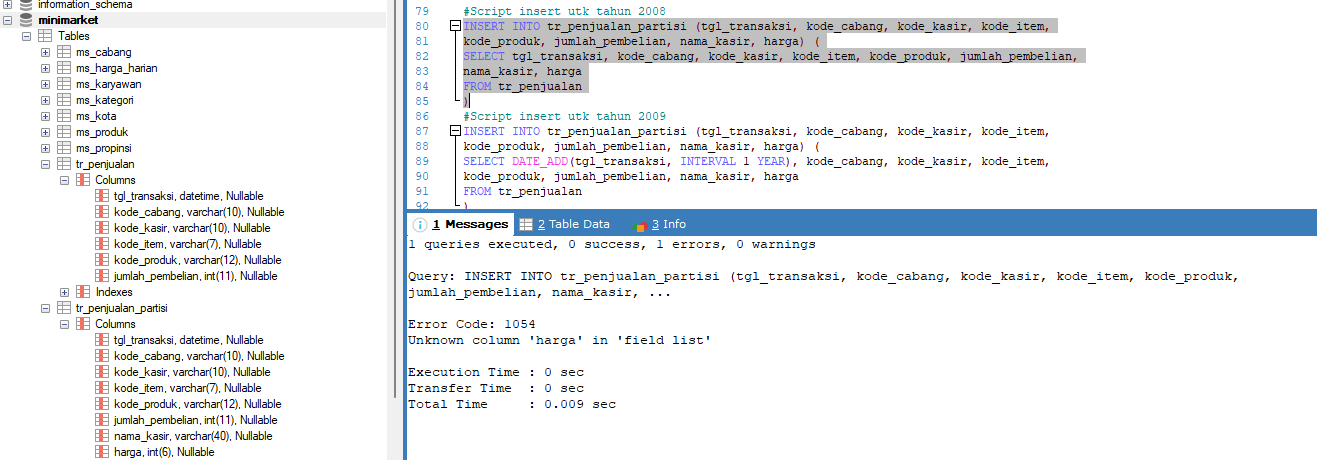 information_schema
minimarket
Tables
ms_cabang
ms_harga_harian
ms_karyawan
ms_kategori
ms_kota
ms_produk
ms_propinsi
tr_penjualan
Columns
tgl_transaksi, datetime, Nullable
kode_cabang, varchar(10), Nullable
kode_kasir, varchar(10), Nullable
kode_item, varchar(7), Nullable
kode_produk, varchar(12), Nullable
jumlah_pembelian, int(11), Nullable
Indexes
tr_penjualan_partisi
Columns
tgl_transaksi, datetime, Nullable
kode_cabang, varchar(10), Nullable
kode_kasir, varchar(10), Nullable
kode_item, varchar(7), Nullable
kode_produk, varchar(12), Nullable
jumlah_pembelian, int(11), Nullable
nama_kasir, varchar(40), Nullable
harga, int(6), Nullable
79 #Script insert utk tahun 2008
80 INSERT INTO tr_penjualan_partisi (tgl_transaksi, kode_cabang, kode_kasir, kode_item,
81 kode_produk, jumlah_pembelian, nama_kasir, harga) (
82 SELECT tgl_transaksi, kode_cabang, kode_kasir, kode_item, kode_produk, jumlah_pembelian,
83 nama_kasir, harga
84 FROM tr_penjualan
85 )
86 #Script insert utk tahun 2009
87 INSERT INTO tr_penjualan_partisi (tgl_transaksi, kode_cabang, kode_kasir, kode_item,
88 kode_produk, jumlah_pembelian, nama_kasir, harga) (
89 SELECT DATE_ADD(tgl_transaksi, INTERVAL 1 YEAR), kode_cabang, kode_kasir, kode_item,
90 kode_produk, jumlah_pembelian, nama_kasir, harga
91 FROM tr_penjualan
92 )
1 Messages 2 Table Data 3 Info
1 queries executed, 0 success, 1 errors, 0 warnings
Query: INSERT INTO tr_penjualan_partisi (tgl_transaksi, kode_cabang, kode_kasir, kode_item, kode_produk,
jumlah_pembelian, nama_kasir, ...
Error Code: 1054
Unknown column 'harga' in 'field list'
Execution Time : 0 sec
Transfer Time : 0 sec
Total Time : 0.009 sec